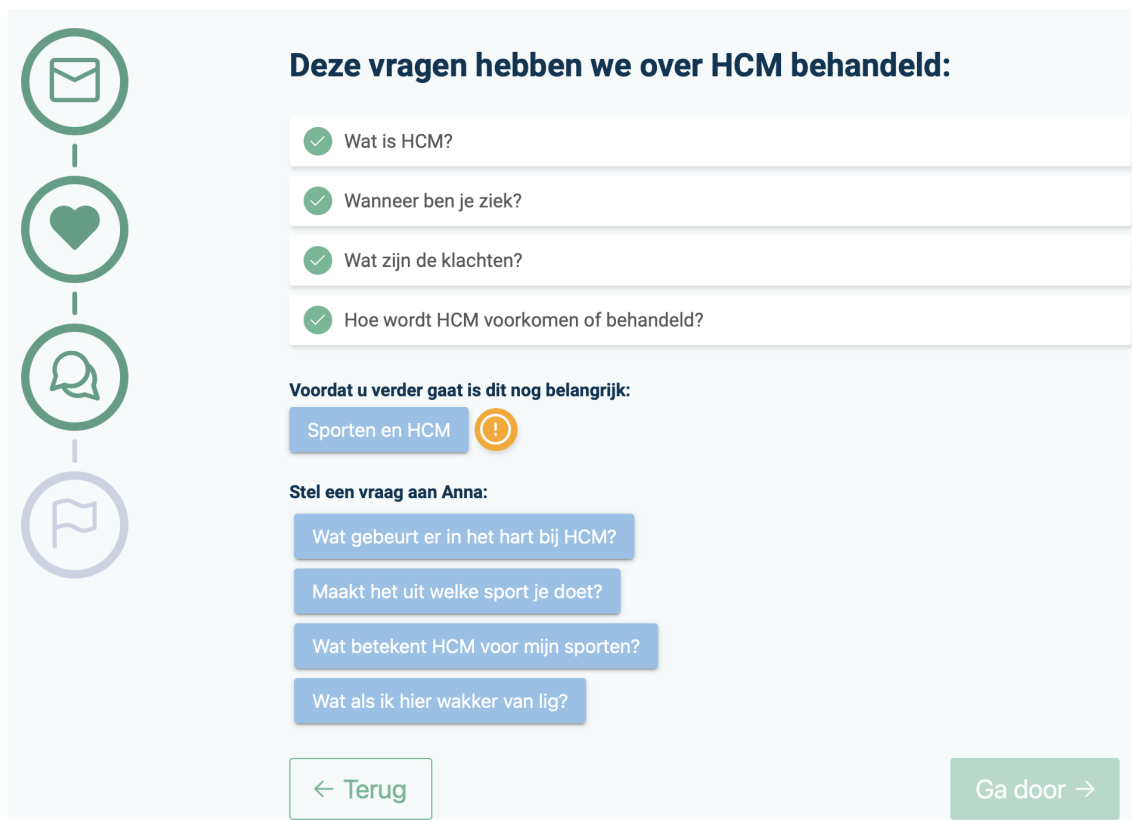 Deze vragen hebben we over HCM behandeld:
Wat is HCM?
Wanneer ben je ziek?
Wat zijn de klachten?
Hoe wordt HCM voorkomen of behandeld?
Voordat u verder gaat is dit nog belangrijk:
Sporten en HCM
Stel een vraag aan Anna:
Wat gebeurt er in het hart bij HCM?
Maakt het uit welke sport je doet?
Wat betekent HCM voor mijn sporten?
Wat als ik hier wakker van lig?
← Terug
Ga door →